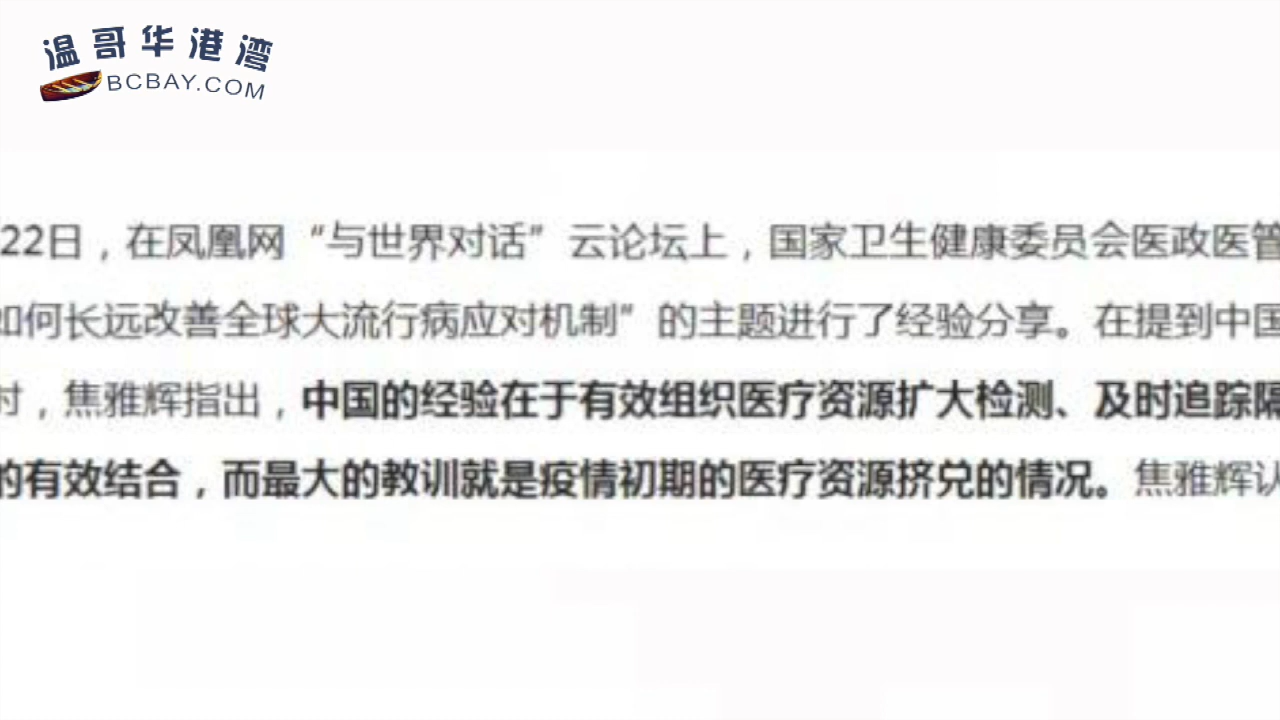 温哥华港湾
BCBAY.COM
22日，在凤凰网“与世界对话”云论坛上，国家卫生健康委员会医政医管
如何长远改善全球大流行病应对机制”的主题进行了经验分享。在提到中国
时，焦雅辉指出，中国的经验在于有效组织医疗资源扩大检测、及时追踪隔
的有效结合，而最大的教训就是疫情初期的医疗资源挤兑的情况。焦雅辉认